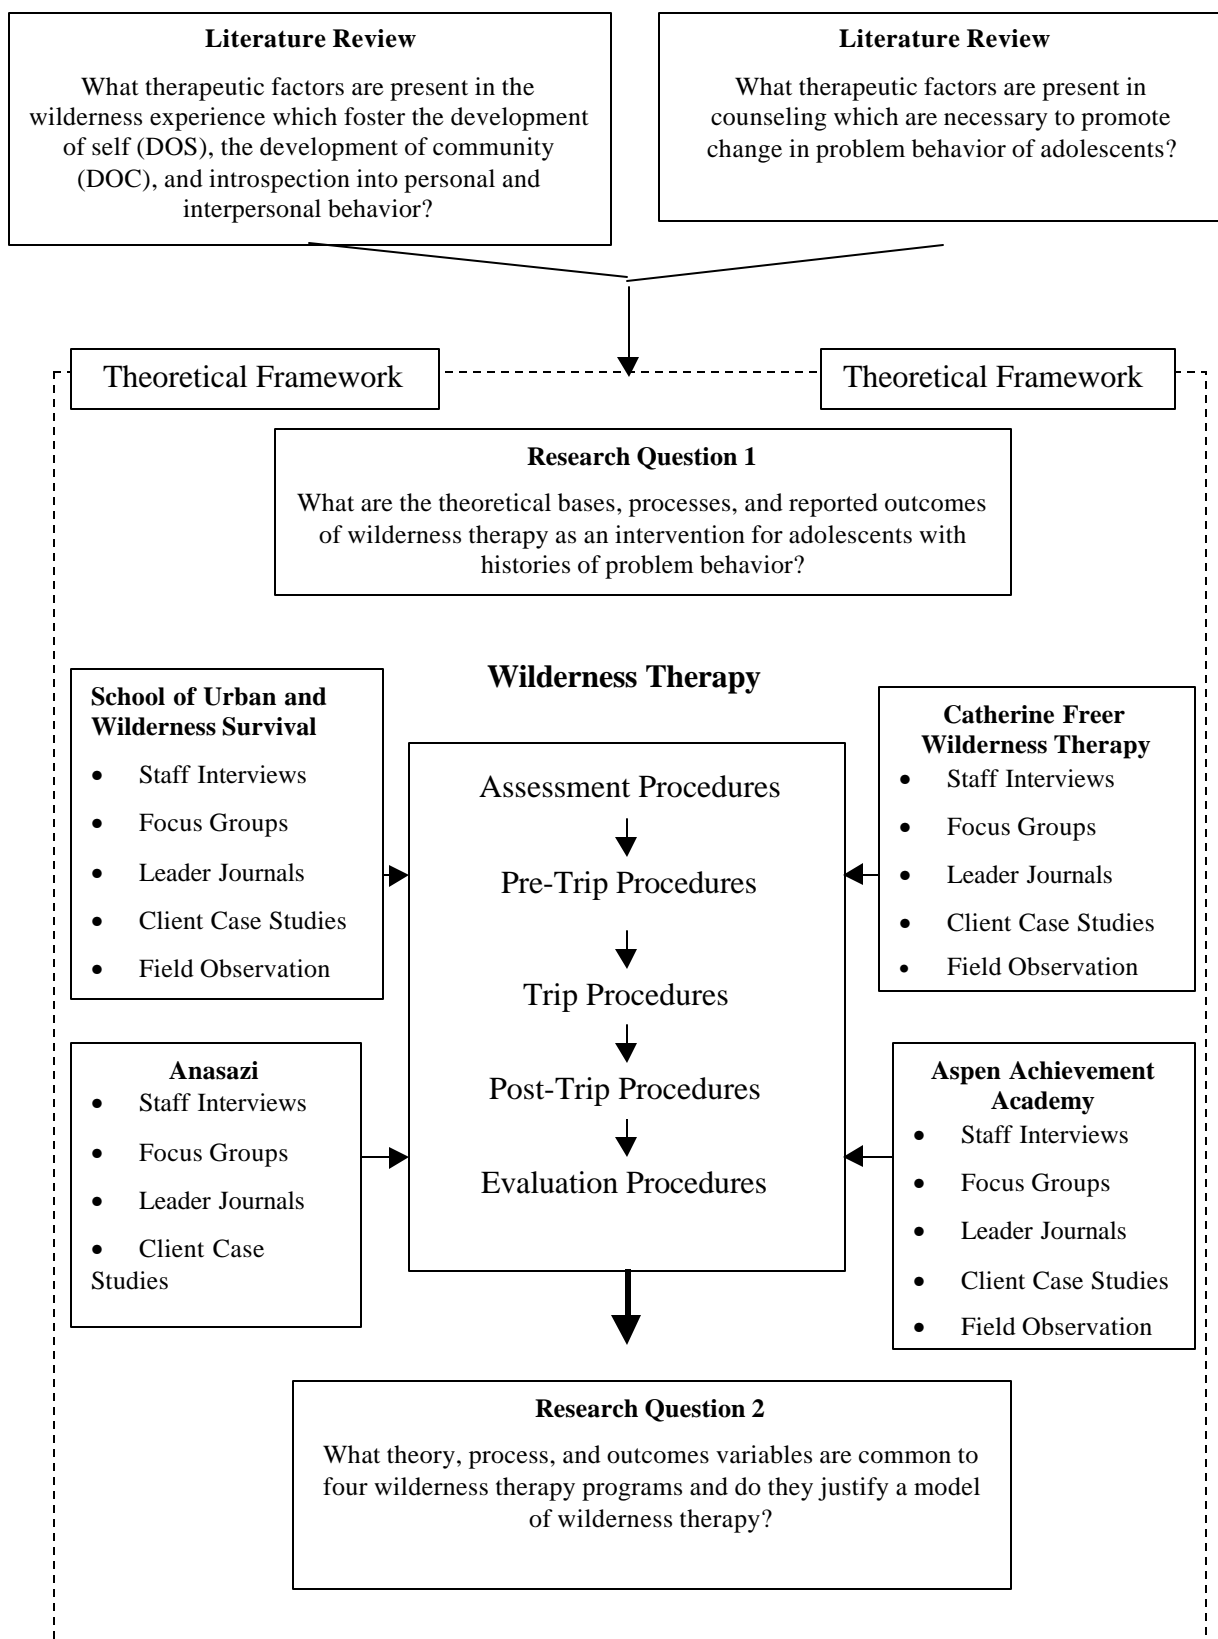 Literature Review
What therapeutic factors are present in the
wilderness experience which foster the development
of self (DOS), the development of community
(DOC), and introspection into personal and
interpersonal behavior?
Literature Review
What therapeutic factors are present in
counseling which are necessary to promote
change in problem behavior of adolescents?
Theoretical Framework
Theoretical Framework
Research Question 1
What are the theoretical bases, processes, and reported outcomes
of wilderness therapy as an intervention for adolescents with
histories of problem behavior?
Wilderness Therapy
School of Urban and
Wilderness Survival
• Staff Interviews
• Focus Groups
• Leader Journals
• Client Case Studies
• Field Observation
Anasazi
• Staff Interviews
• Focus Groups
• Leader Journals
• Client Case
Studies
Assessment Procedures
Pre-Trip Procedures
Trip Procedures
Post-Trip Procedures
Evaluation Procedures
Catherine Freer
Wilderness Therapy
• Staff Interviews
• Focus Groups
• Leader Journals
• Client Case Studies
• Field Observation
Aspen Achievement
Academy
• Staff Interviews
• Focus Groups
• Leader Journals
• Client Case Studies
• Field Observation
Research Question 2
What theory, process, and outcomes variables are common to
four wilderness therapy programs and do they justify a model
of wilderness therapy?